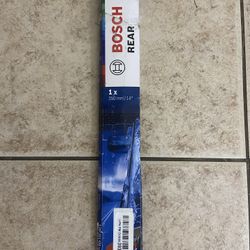 BOSCH
REAR
1 x
350 mm / 14"